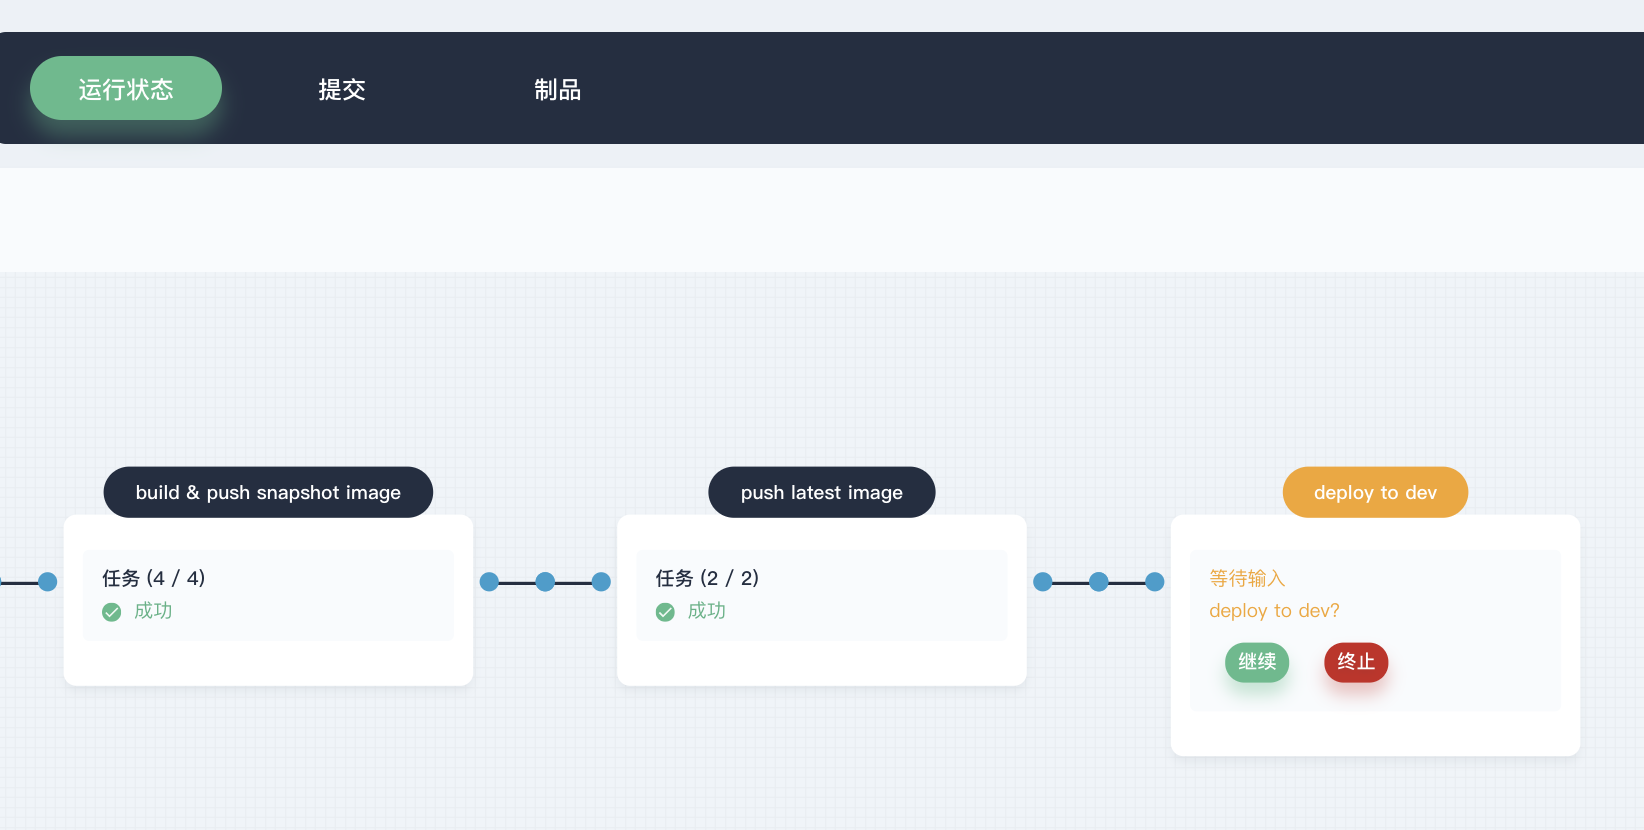 运行状态
提交
制品
build & push snapshot image
任务 (4 / 4)
成功
push latest image
任务 (2 / 2)
成功
deploy to dev
等待输入
deploy to dev?
继续
终止